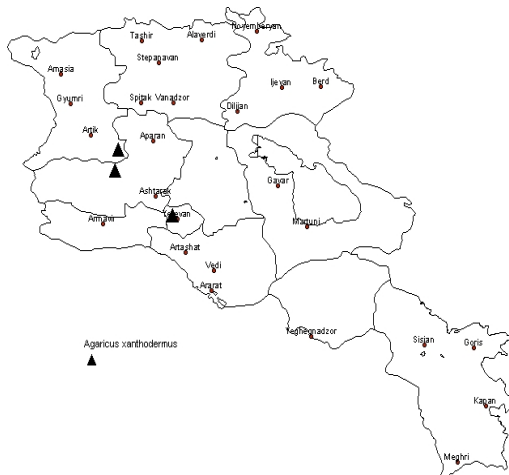 Noyemberyan
Tashir
Alaverdi
Stepanavan
Amasia
Ijevan
Berd
Gyumri
Spitak
Vanadzor
Dilijan
Artik
Aparan
Gavar
Ashtarak
Armavir
Yerevan
Martuni
Artashat
Vedi
Ararat
Yeghegnadzor
Sisian
Goris
Agaricus xanthodermus
Kapan
Meghri